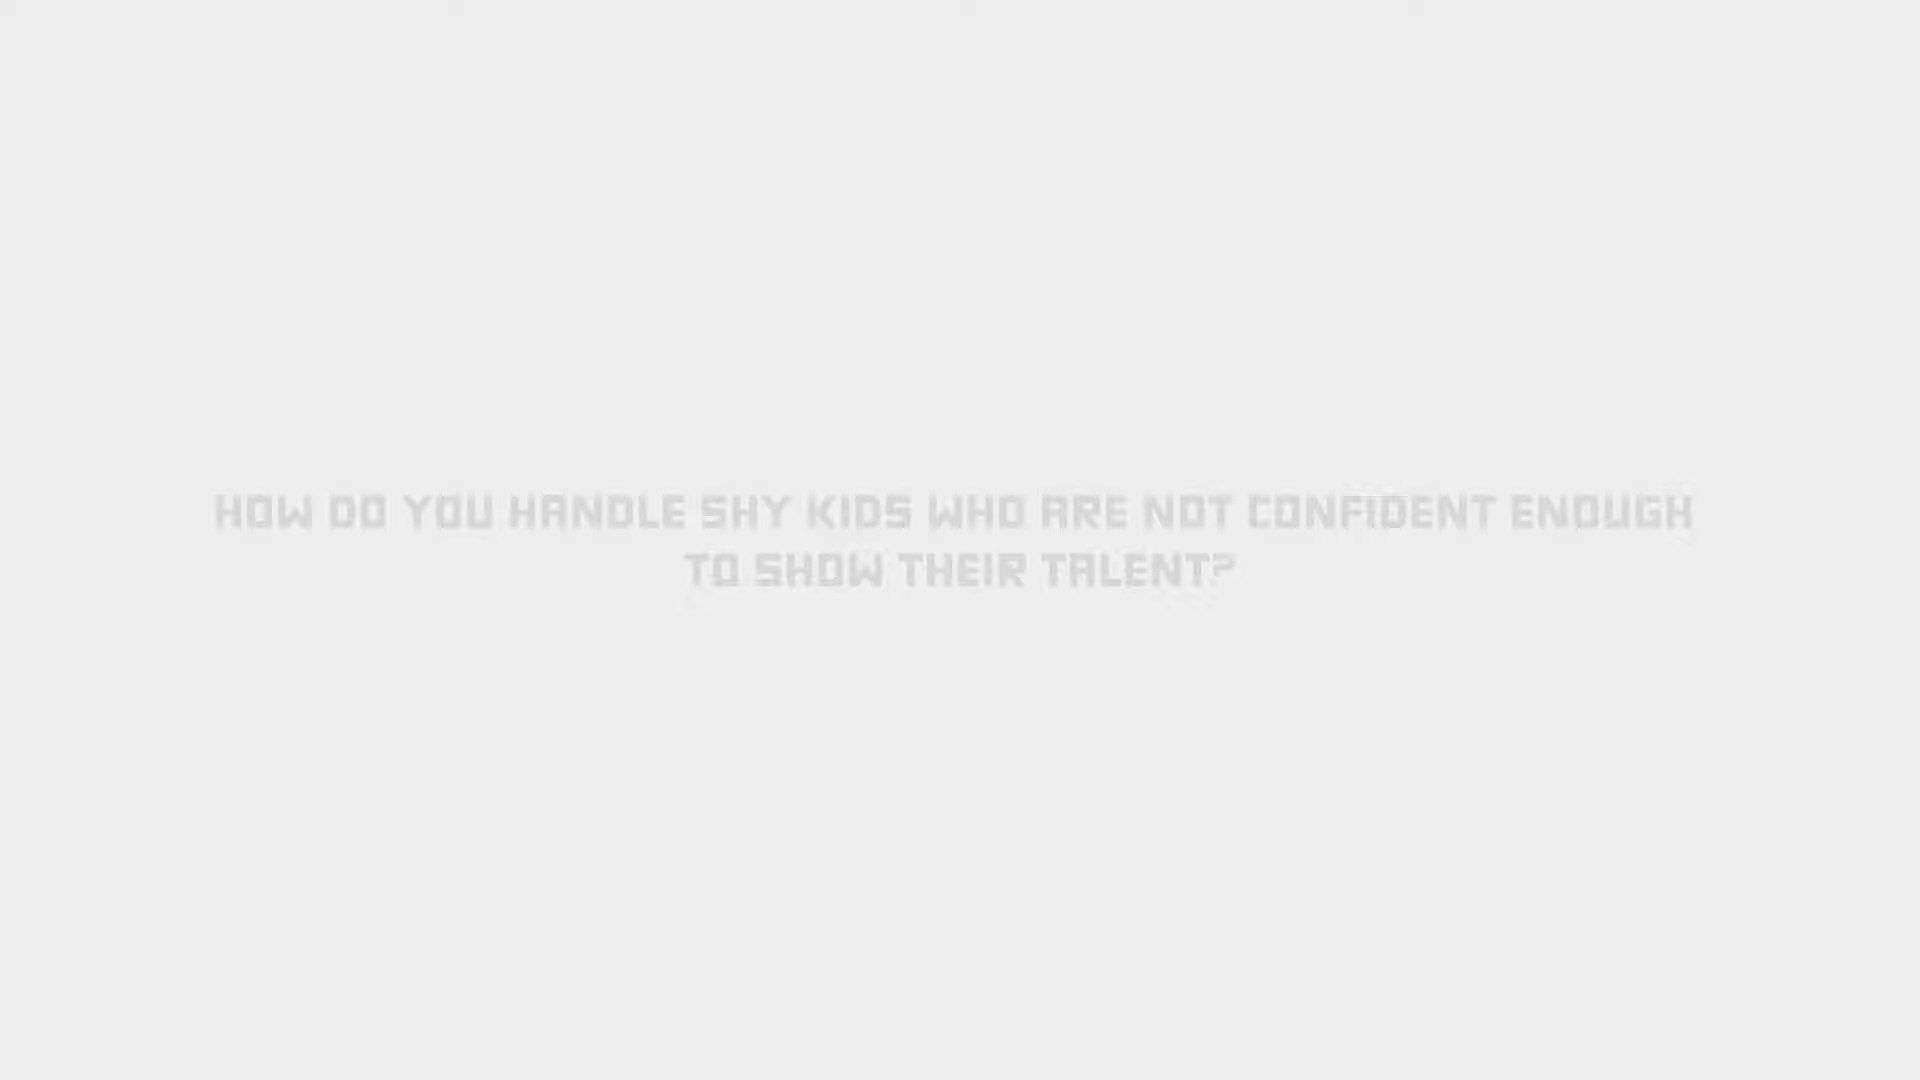 HOW DO YOU HANDLE SHY KIDS WHO ARE NOT CONFIDENT ENOUGH
TO SHOW THEIR TALENT?